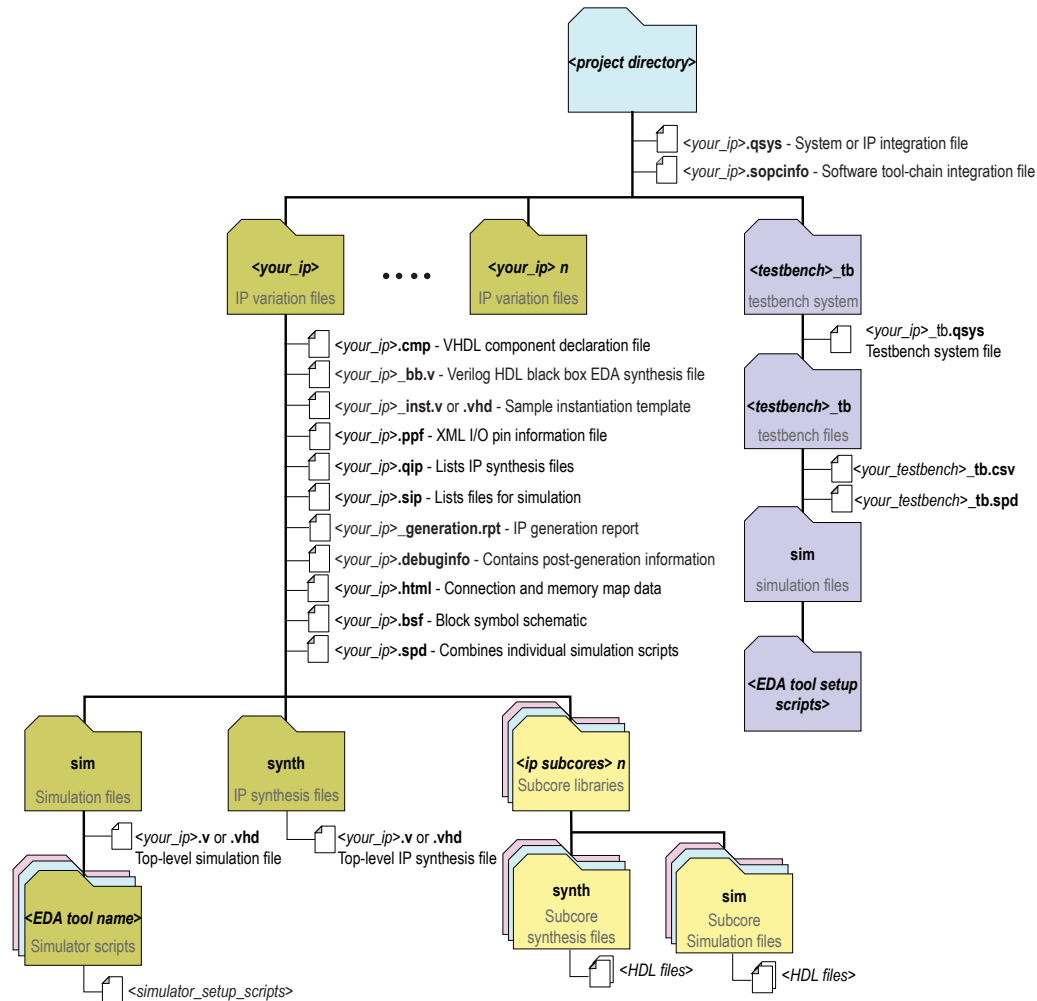 <project directory>
<your_ip>.qsys - System or IP integration file
<your_ip>.sopcinfo - Software tool-chain integration file
<your_ip>
IP variation files
<your_ip> n
IP variation files
<testbench>_tb
testbench system
<your_ip>_tb.qsys
Testbench system file
<your_ip>.cmp - VHDL component declaration file
<your_ip>_bb.v - Verilog HDL black box EDA synthesis file
<your_ip>_inst.v or .vhd - Sample instantiation template
<your_ip>.ppf - XML I/O pin information file
<your_ip>.qip - Lists IP synthesis files
<your_ip>.sip - Lists files for simulation
<your_ip>_generation.rpt - IP generation report
<your_ip>.debuginfo - Contains post-generation information
<your_ip>.html - Connection and memory map data
<your_ip>.bsf - Block symbol schematic
<your_ip>.spd - Combines individual simulation scripts
<testbench>_tb
testbench files
<your_testbench>_tb.csv
<your_testbench>_tb.spd
sim
simulation files
<EDA tool setup
scripts>
sim
Simulation files
<your_ip>.v or .vhd
Top-level simulation file
<EDA tool name>
Simulator scripts
<simulator_setup_scripts>
synth
IP synthesis files
<your_ip>.v or .vhd
Top-level IP synthesis file
<ip subcores> n
Subcore libraries
synth
Subcore
synthesis files
<HDL files>
sim
Subcore
Simulation files
<HDL files>